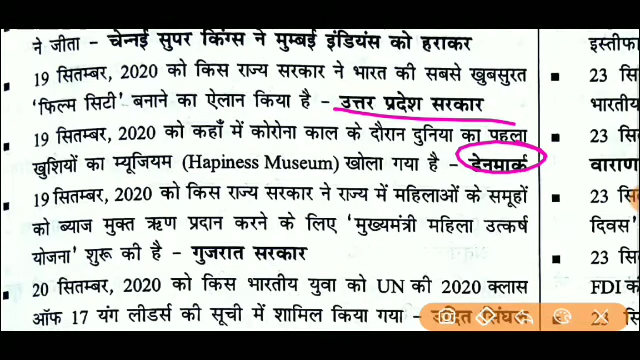 ने जीता – चेन्नई सुपर किंग्स ने मुम्बई इंडियंस को हराकर
19 सितम्बर, 2020 को किस राज्य सरकार ने भारत की सबसे खुबसुरत
‘फिल्म सिटी’ बनाने का ऐलान किया है – उत्तर प्रदेश सरकार
19 सितम्बर, 2020 को कहाँ में कोरोना काल के दौरान दुनिया का पहला
खुशियों का म्यूजियम (Hapiness Museum) खोला गया है – डेनमार्क
19 सितम्बर, 2020 को किस राज्य सरकार ने राज्य में महिलाओं के समूहों
को ब्याज मुक्त ऋण प्रदान करने के लिए ‘मुख्यमंत्री महिला उत्कर्ष
योजना’ शुरू की है – गुजरात सरकार
20 सितम्बर, 2020 को किस भारतीय युवा को UN की 2020 क्लास
ऑफ 17 यंग लीडर्स की सूची में शामिल किया गया –
इस्तीफा
23 सि
भारतीय
23 सि
वाराण
23 सि
दिवस’
23 सि
FDI के
23 सि